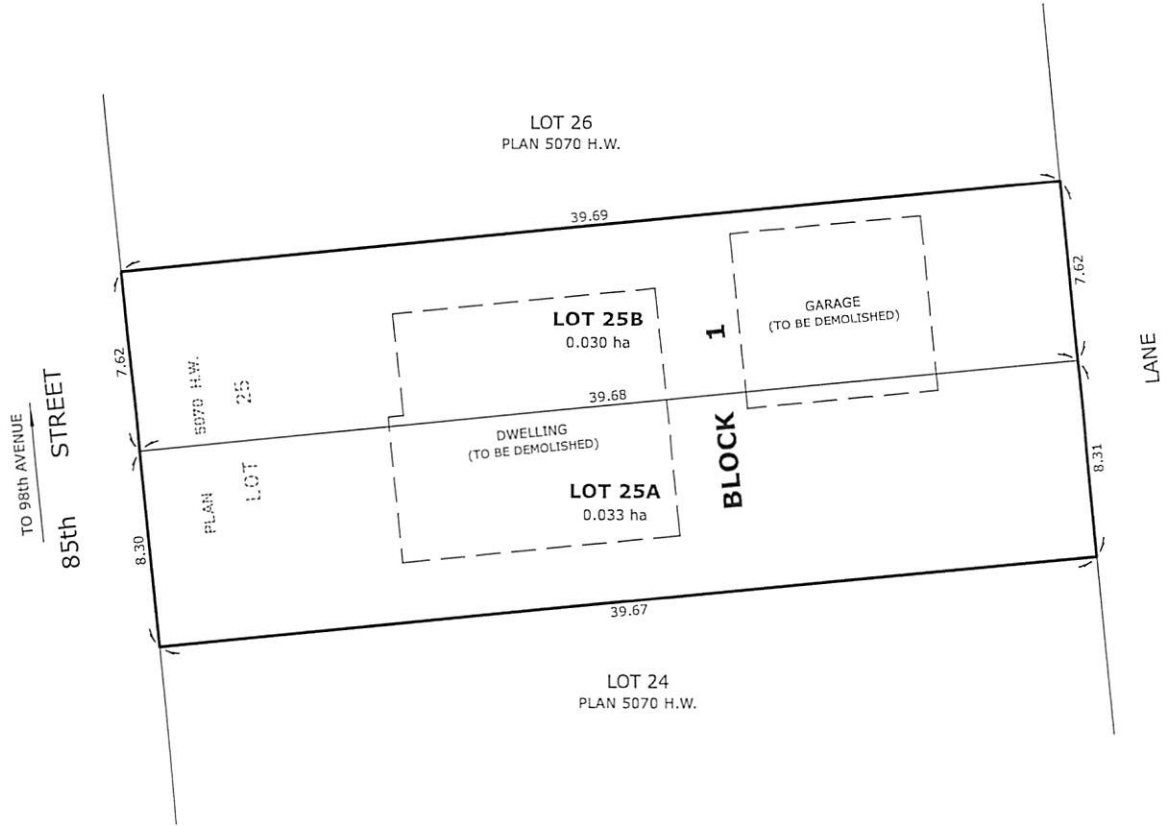 LOT 26
PLAN 5070 H.W.
39.69
7.62
7.62
GARAGE
(TO BE DEMOLISHED)
LOT 25B
0.030 ha
1
BLOCK
LANE
5070 H.W.
25
PLAN
LOT
39.68
DWELLING
(TO BE DEMOLISHED)
LOT 25A
0.033 ha
TO 98th AVENUE
85th STREET
8.30
8.31
39.67
LOT 24
PLAN 5070 H.W.